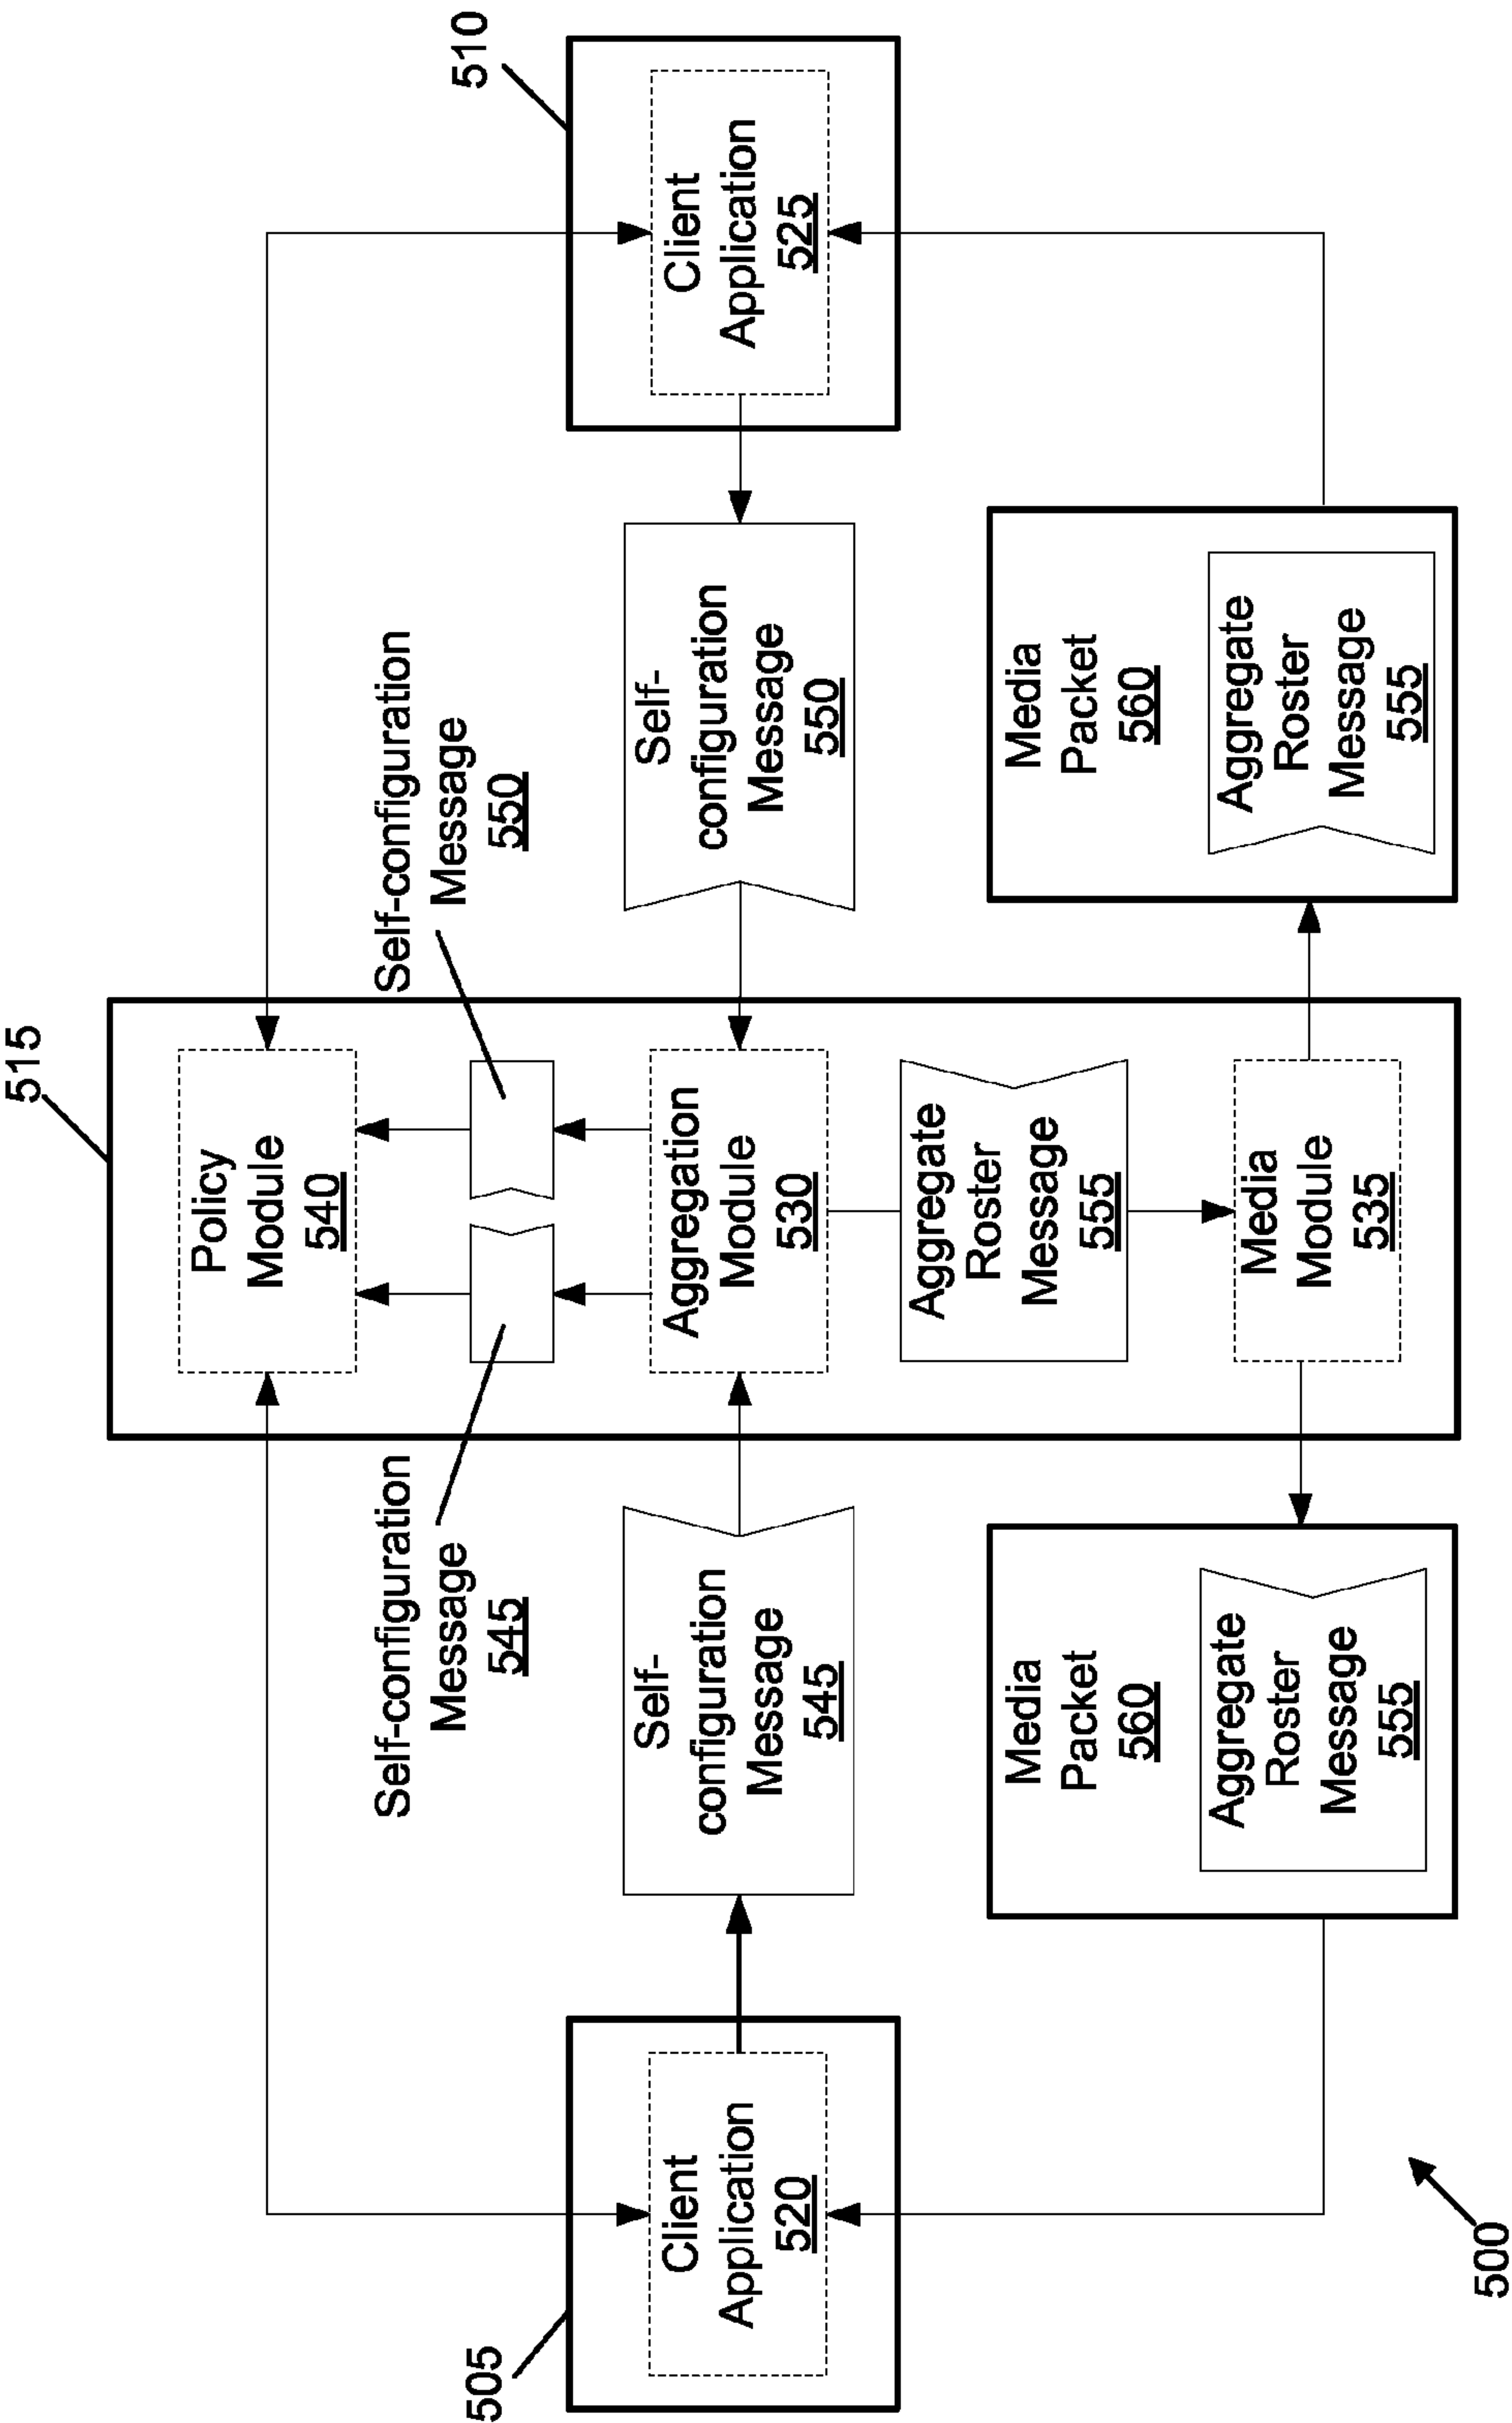 515
510
505
Policy
Module
540
Self-configuration
Message
545
Self-configuration
Message
550
Client
Application
520
Self-
configuration
Message
545
Aggregation
Module
530
Self-
configuration
Message
550
Client
Application
525
Aggregate
Roster
Message
555
Media
Packet
560
Aggregate
Roster
Message
555
Media
Module
535
Media
Packet
560
Aggregate
Roster
Message
555
500